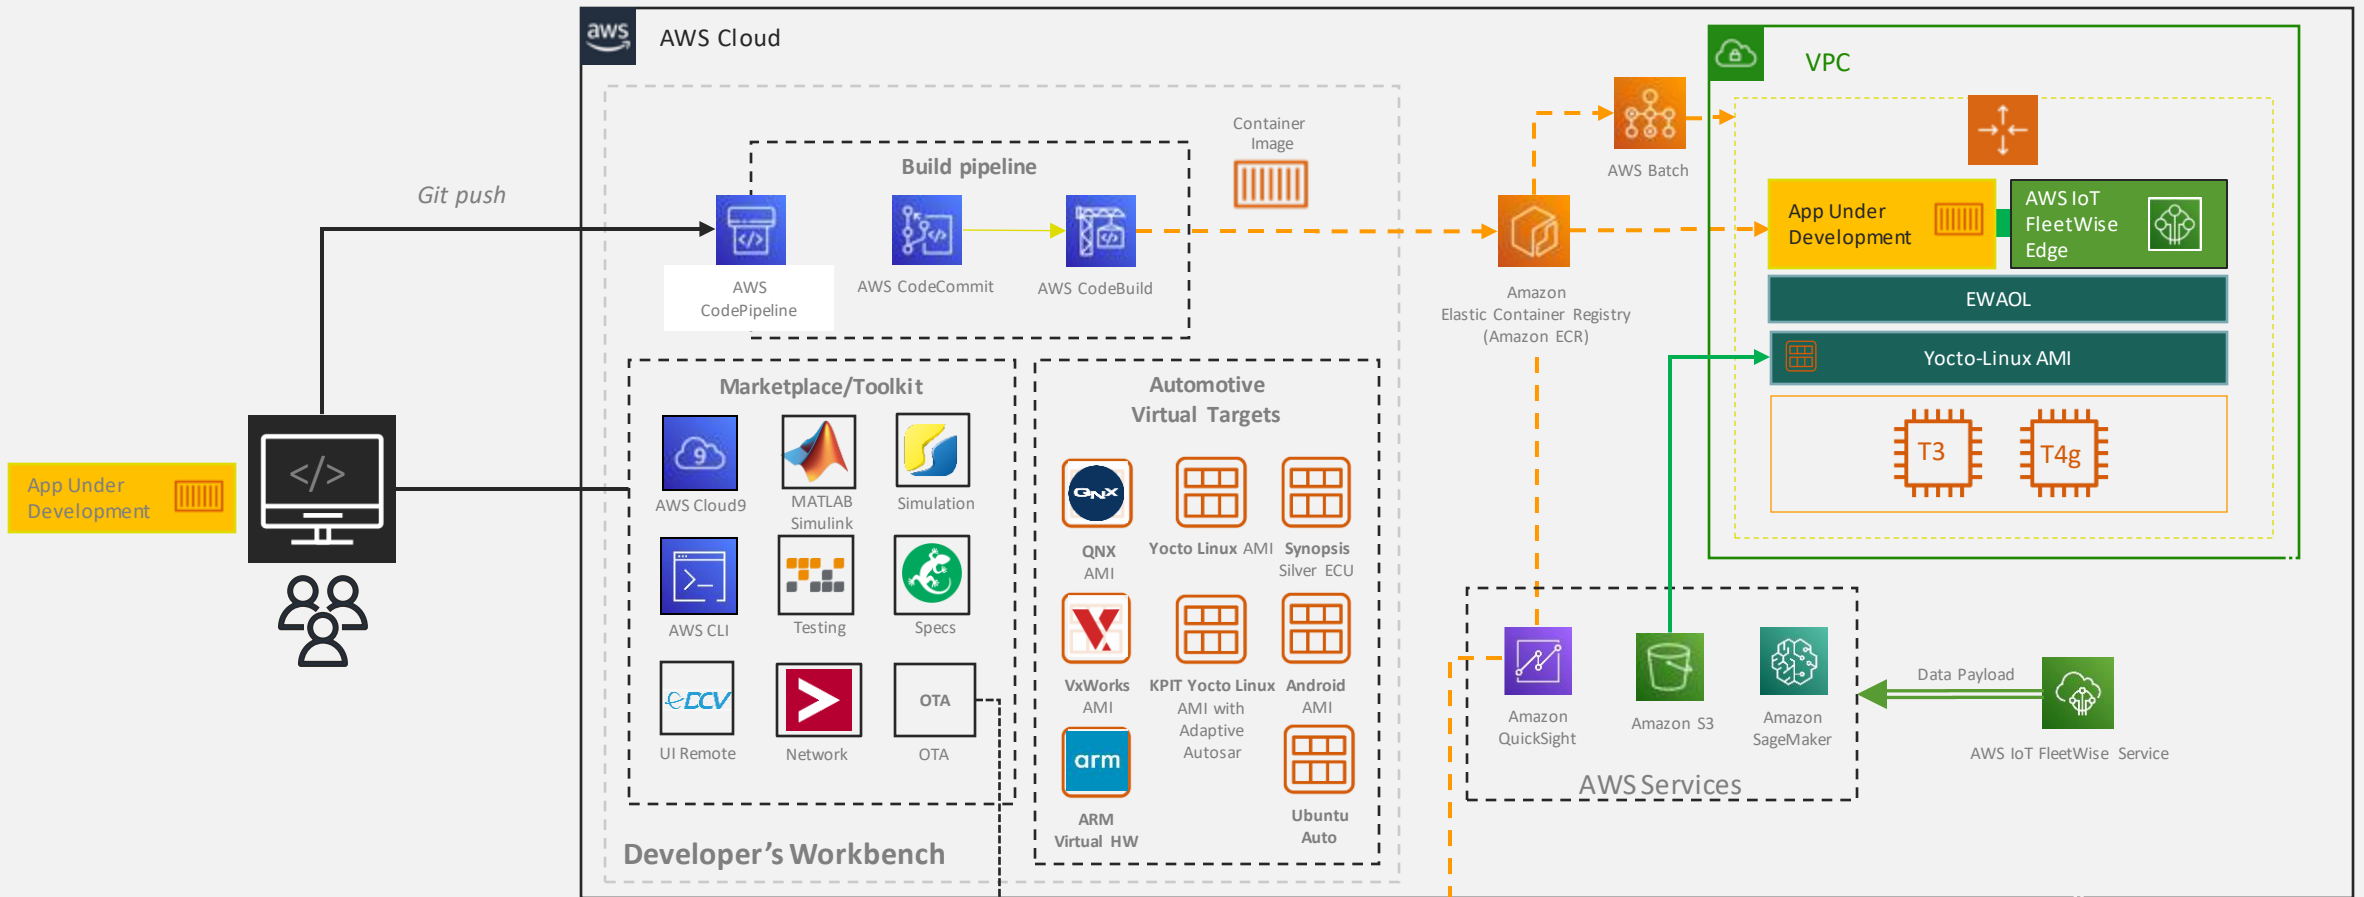 aws
AWS Cloud
VPC
Git push
Build pipeline
Container
Image
AWS
CodePipeline
AWS CodeCommit
AWS CodeBuild
AWS Batch
Amazon
Elastic Container Registry
(Amazon ECR)
App Under
Development
AWS IoT
FleetWise
Edge
EWAOL
Yocto-Linux AMI
T3
T4g
App Under
Development
</>
Marketplace/Toolkit
9
AWS Cloud9
MATLAB
Simulink
Simulation
AWS CLI
Testing
Specs
DCV
UI Remote
Network
OTA
OTA
Automotive
Virtual Targets
QNX
QNX
AMI
Yocto Linux AMI
Synopsis
Silver ECU
VxWorks
AMI
KPIT Yocto Linux
AMI with
Adaptive
Autosar
Android
AMI
arm
ARM
Virtual HW
Ubuntu
Auto
Developer's Workbench
Amazon
QuickSight
Amazon S3
Amazon
SageMaker
AWS Services
Data Payload
AWS IoT FleetWise Service